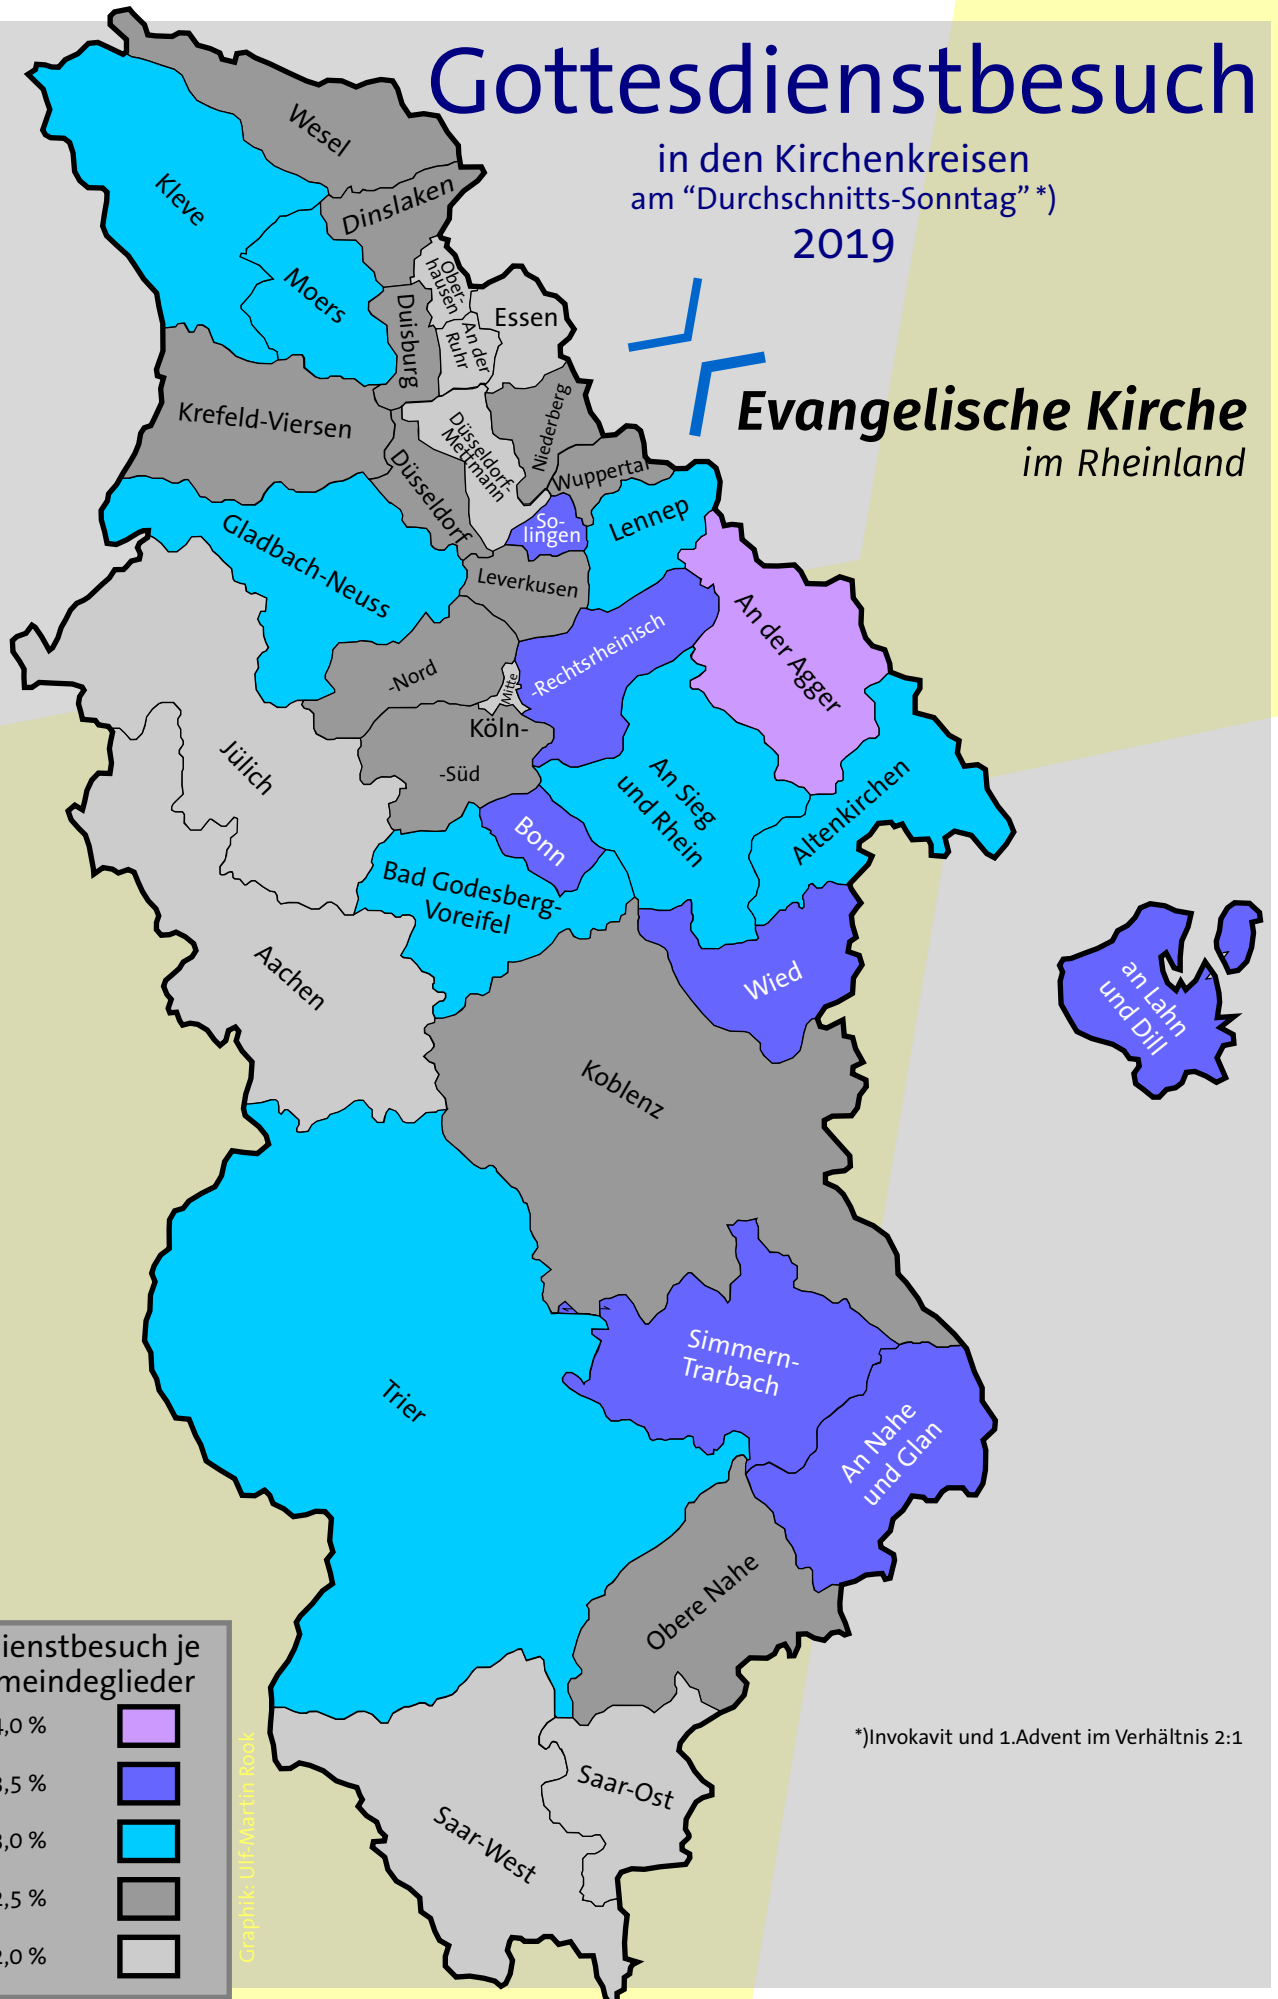 Gottesdienstbesuch
in den Kirchenkreisen
am “Durchschnitts-Sonntag” *)
2019
Evangelische Kirche
im Rheinland
Wesel
Kleve
Dinslaken
Moers
Ober-
hausen
Essen
Duisburg
An der
Ruhr
Krefeld-Viersen
Niederberg
Düsseldorf-
Mettmann
Düsseldorf
Wuppertal
So-
lingen
Lennep
Gladbach-Neuss
Leverkusen
An der Agger
-Rechtsrheinisch
-Nord
Mitte
Köln-
-Süd
Jülich
An Sieg
und Rhein
Altenkirchen
Bonn
Bad Godesberg-
Voreifel
Aachen
Wied
an Lahn
und Dill
Koblenz
Simmern-
Trarbach
Trier
An Nahe
und Glan
Obere Nahe
Saar-Ost
Saar-West
ienstbesuch je
meindeglieder
,0 %
,5 %
,0 %
,5 %
,0 %
Graphik: Ulf-Martin Rook
*)Invokavit und 1.Advent im Verhältnis 2:1